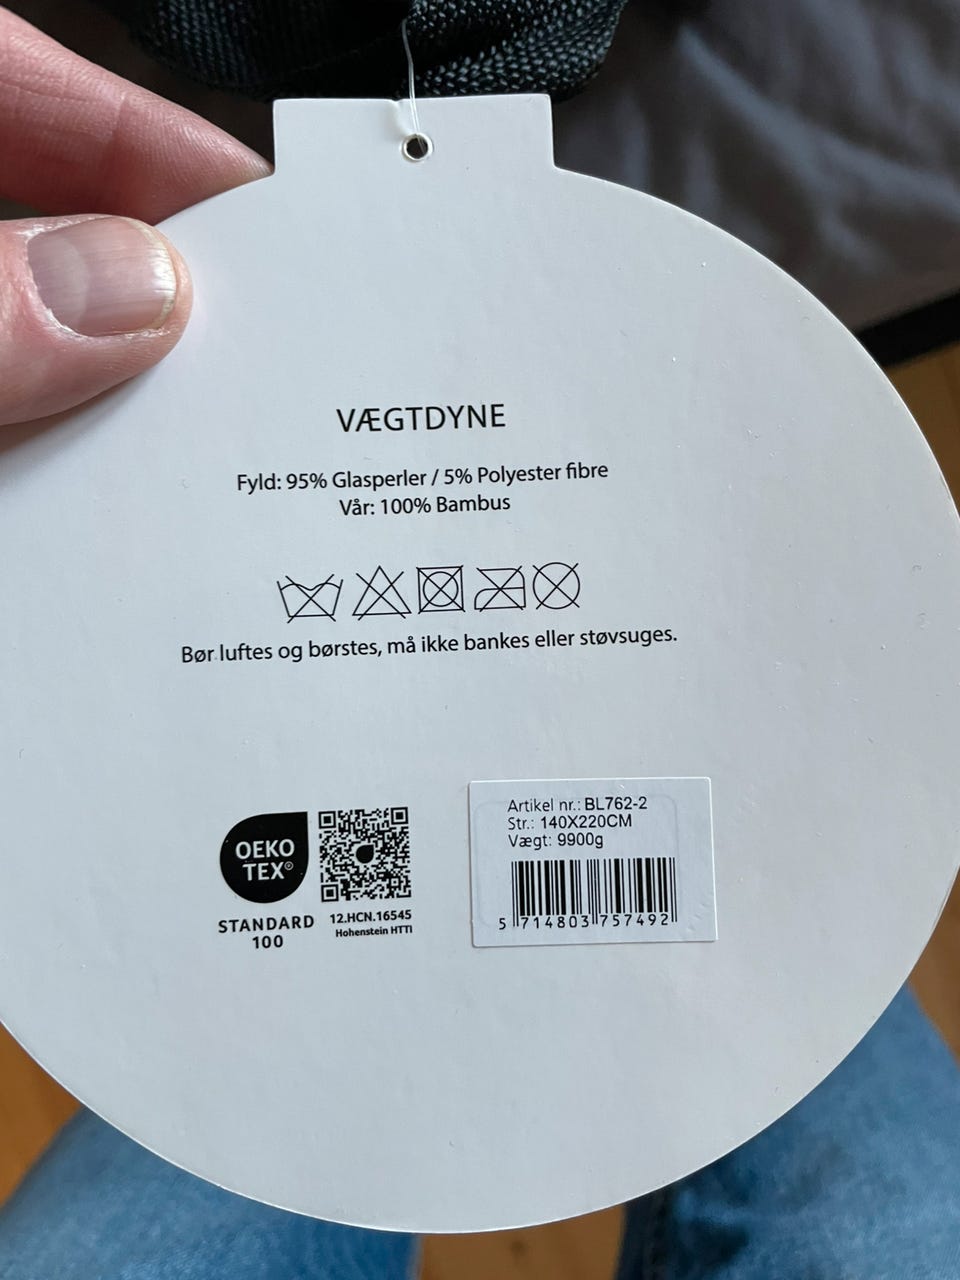 VÆGTDYNE
Fyld: 95% Glasperler / 5% Polyester fibre
Vår: 100% Bambus
Bør luftes og børstes, må ikke bankes eller støvsuges.
OEKO
TEX®
STANDARD
100
12.HCN.16545
Hohenstein HTTI
Artikel nr.: BL762-2
Str.: 140X220CM
Vægt: 9900g
5 714803 757492